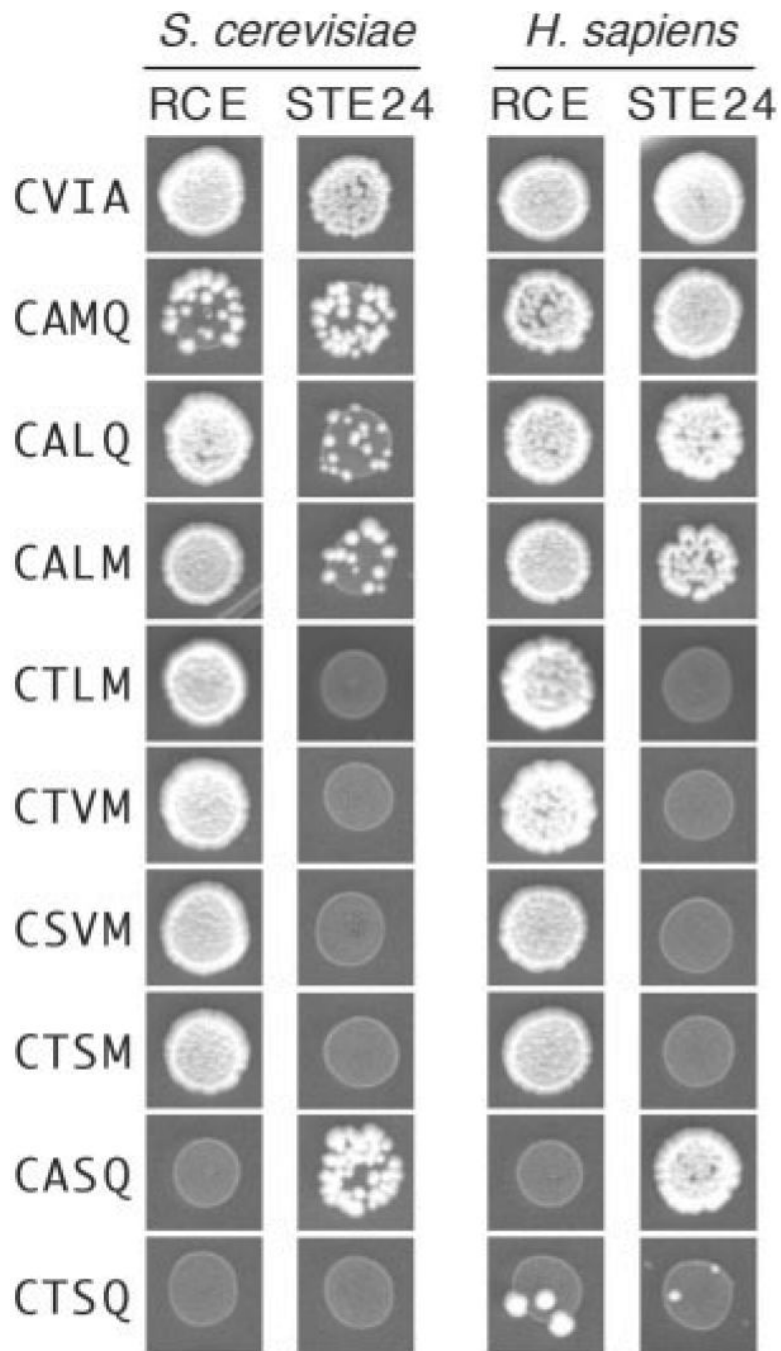 S. cerevisiae H. sapiens
RCE STE24 RCE STE24
CVIA
CAMQ
CALQ
CALM
CTLM
CTVM
CSVM
CTSM
CASQ
CTSQ